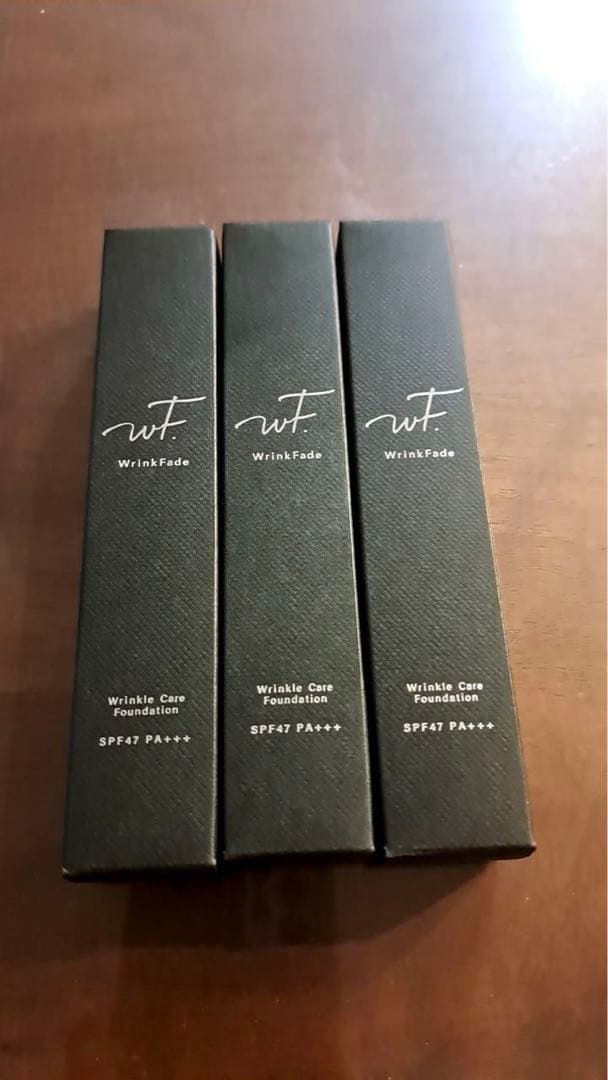 wF.
WrinkFade
Wrinkle Care
Foundation
SPF47 PA+++
wF.
WrinkFade
Wrinkle Care
Foundation
SPF47 PA+++
wF.
WrinkFade
Wrinkle Care
Foundation
SPF47 PA+++